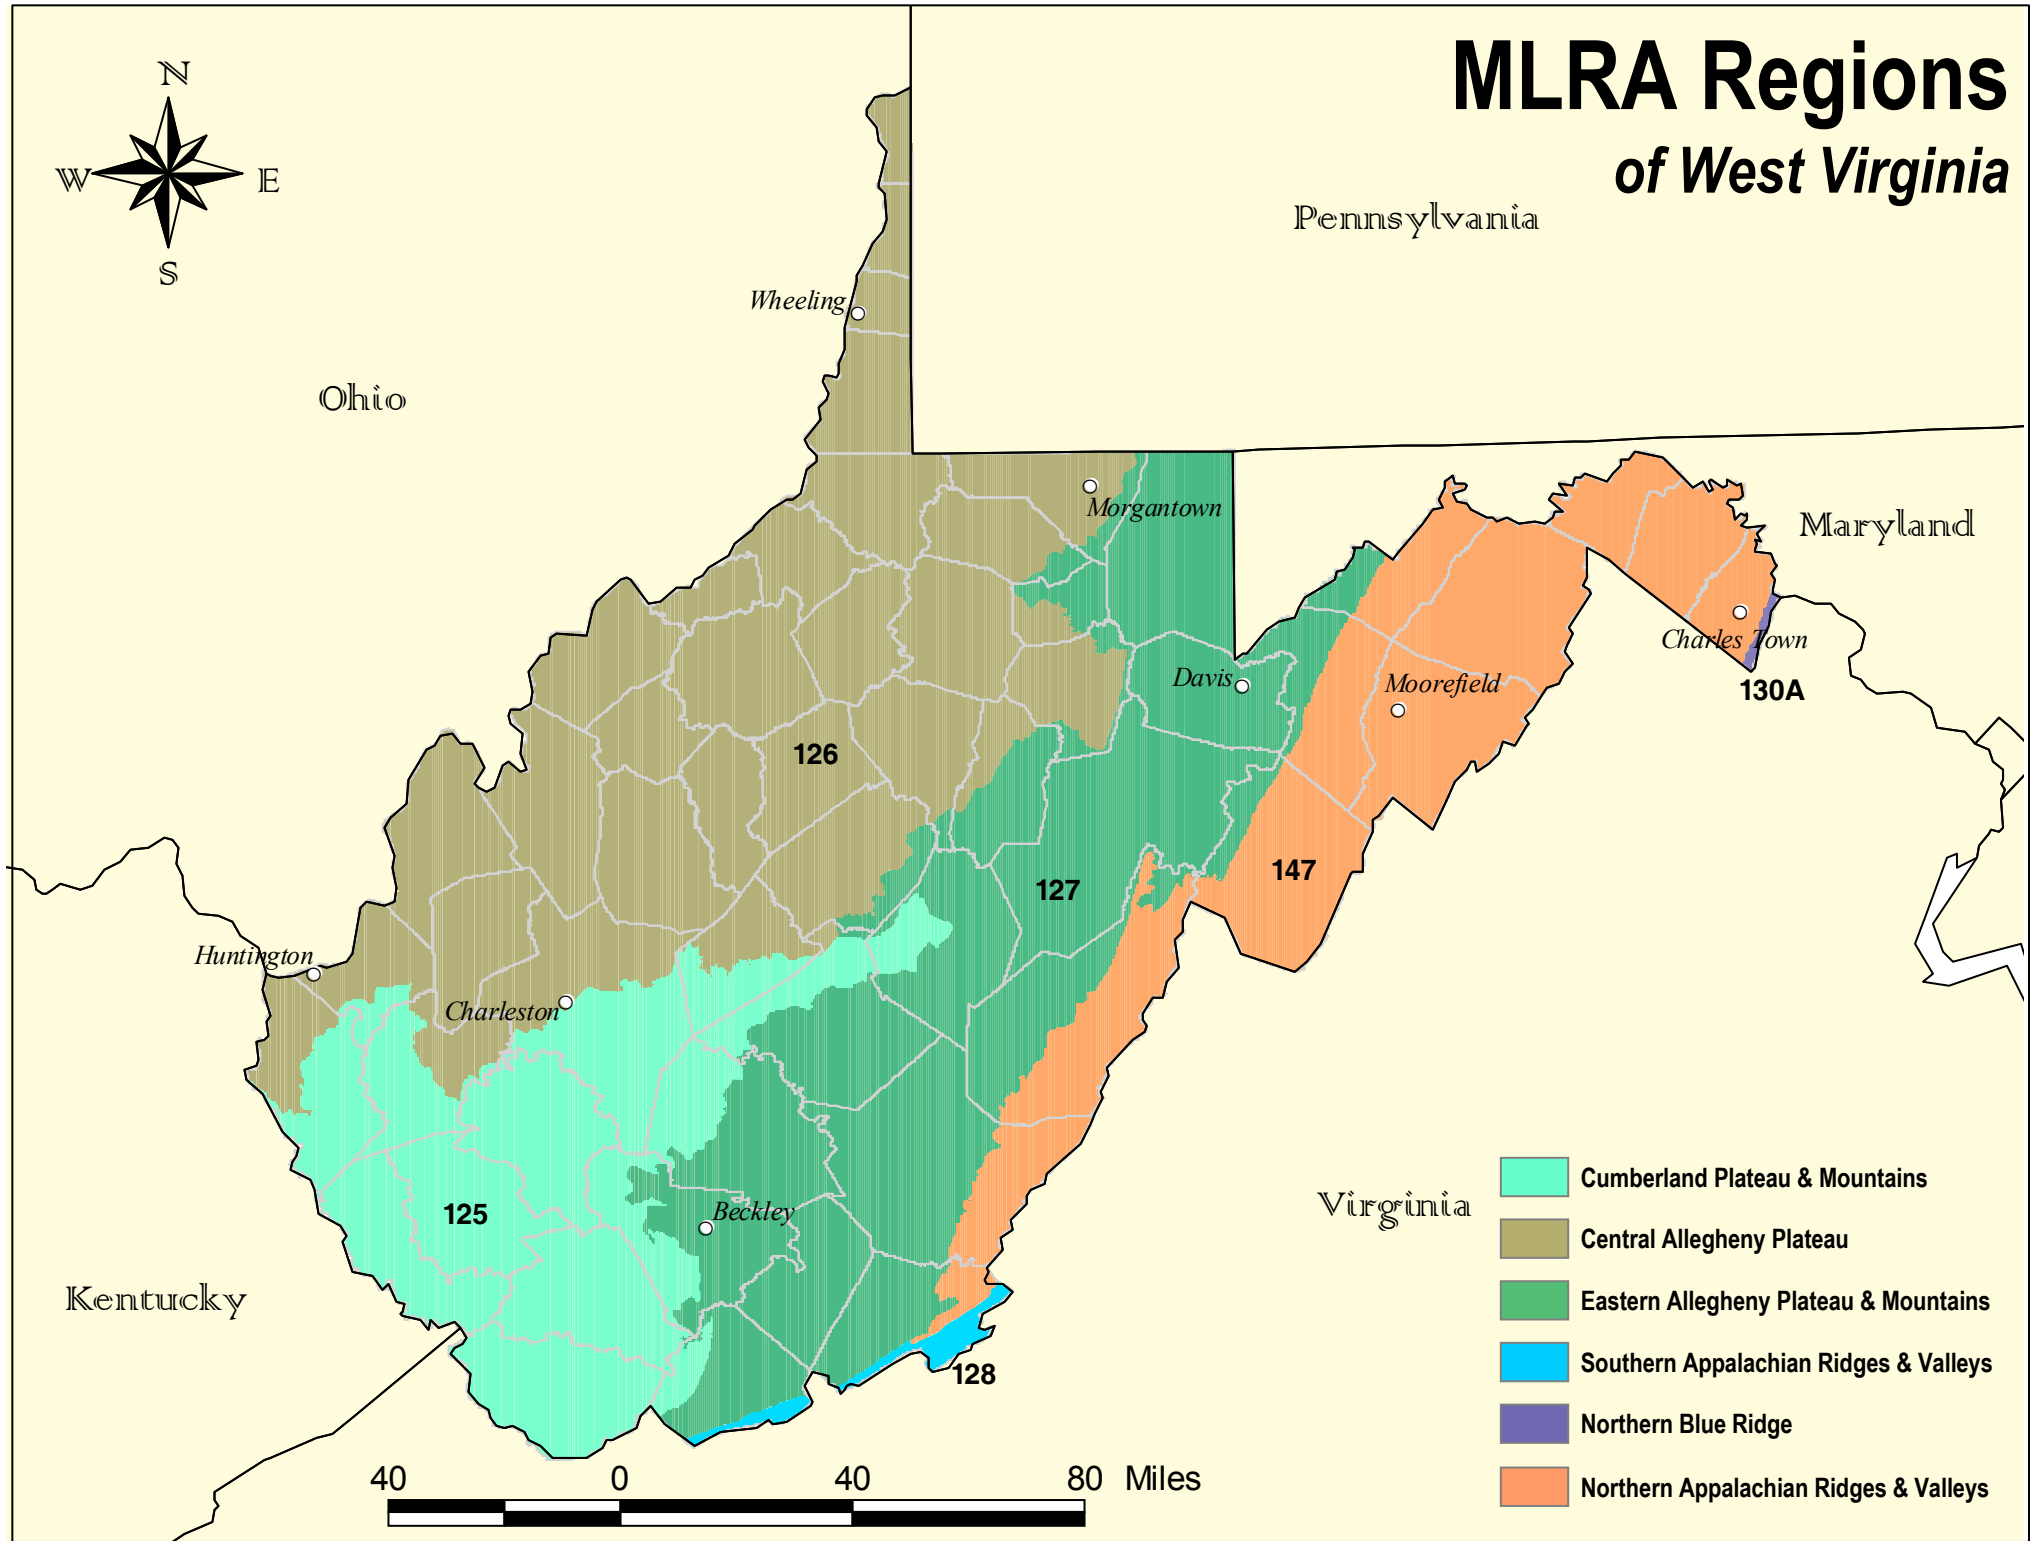 MLRA Regions
of West Virginia
N
W
E
S
Pennsylvania
Wheeling
Ohio
Morgantown
Maryland
Charles Town
Davis
Moorefield
130A
126
147
127
Huntington
Charleston
Virginia
125
Beckley
Kentucky
128
Cumberland Plateau & Mountains
Central Allegheny Plateau
Eastern Allegheny Plateau & Mountains
Southern Appalachian Ridges & Valleys
Northern Blue Ridge
Northern Appalachian Ridges & Valleys
40 0 40 80 Miles